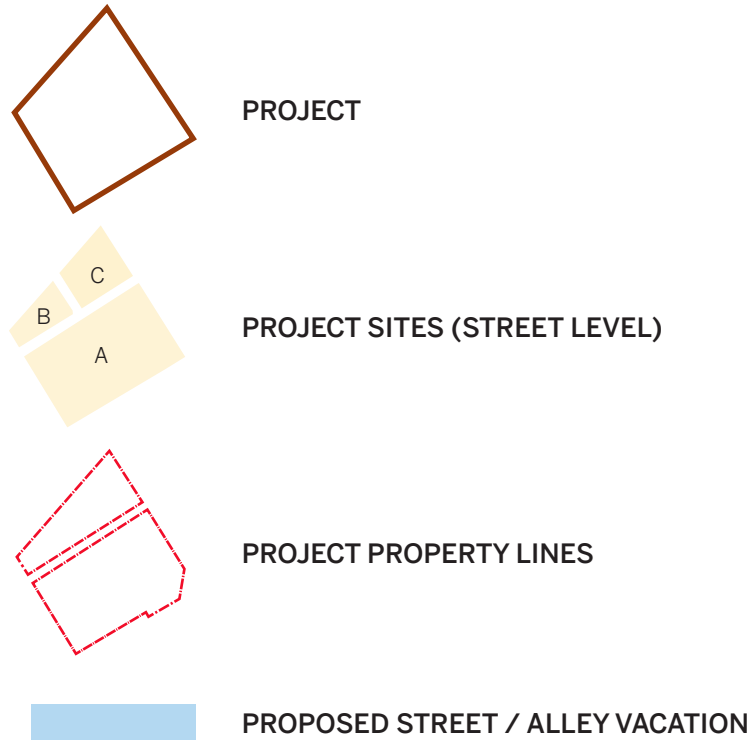 PROJECT
C
B
A
PROJECT SITES (STREET LEVEL)
PROJECT PROPERTY LINES
PROPOSED STREET / ALLEY VACATION